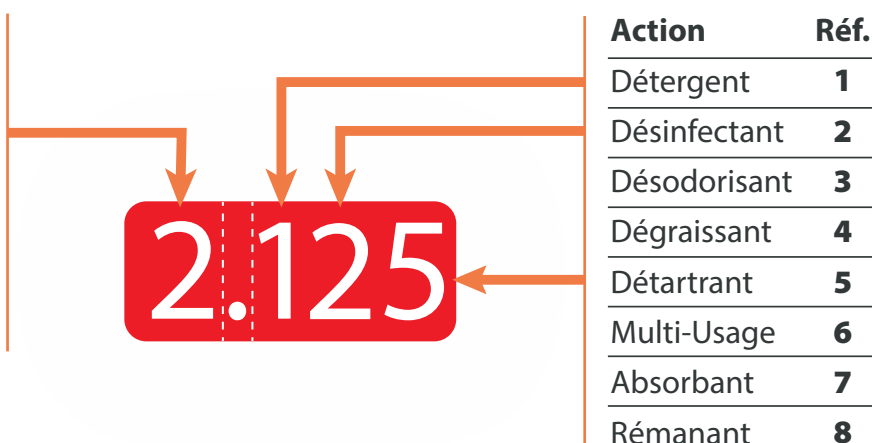 2.125
Action Réf.
Détergent 1
Désinfectant 2
Désodorisant 3
Dégraissant 4
Détartrant 5
Multi-Usage 6
Absorbant 7
Rémanant 8